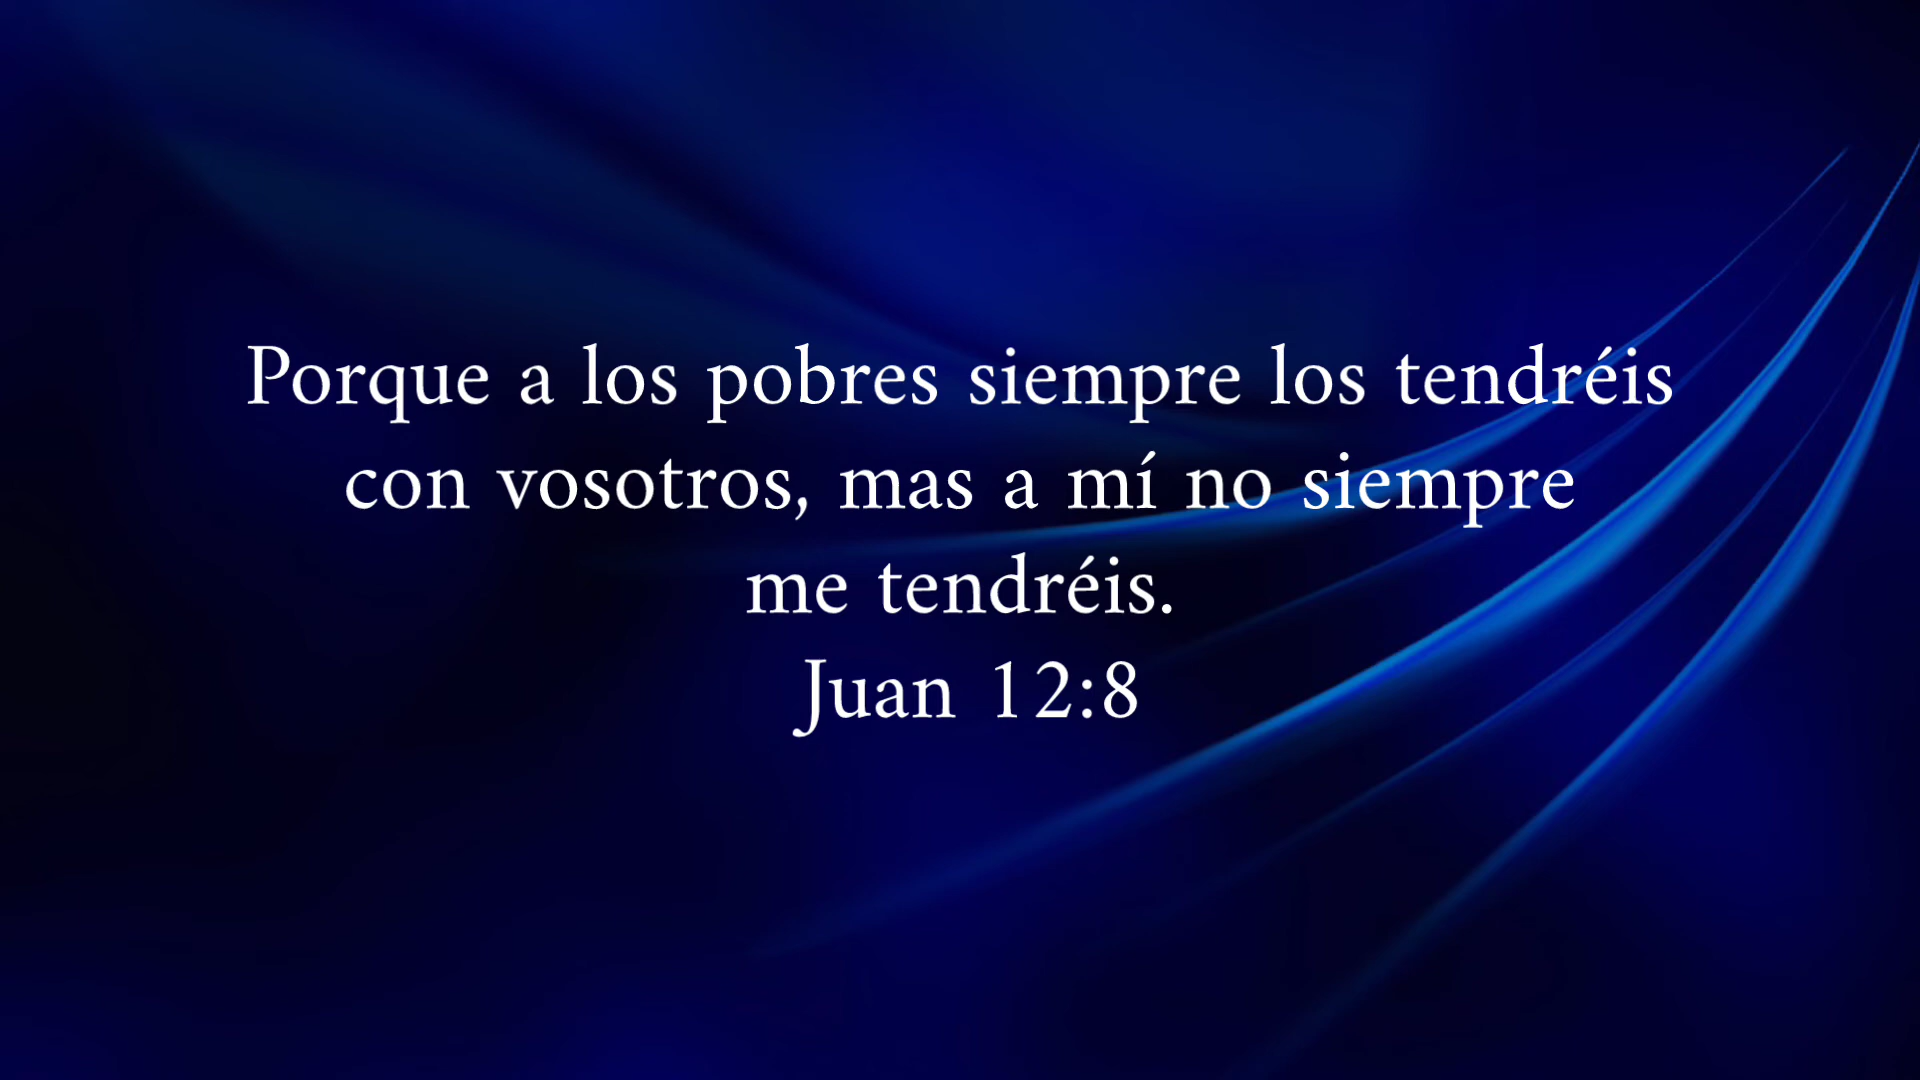 Porque a los pobres siempre los tendréis
con vosotros, mas a mí no siempre
me tendréis.
Juan 12:8